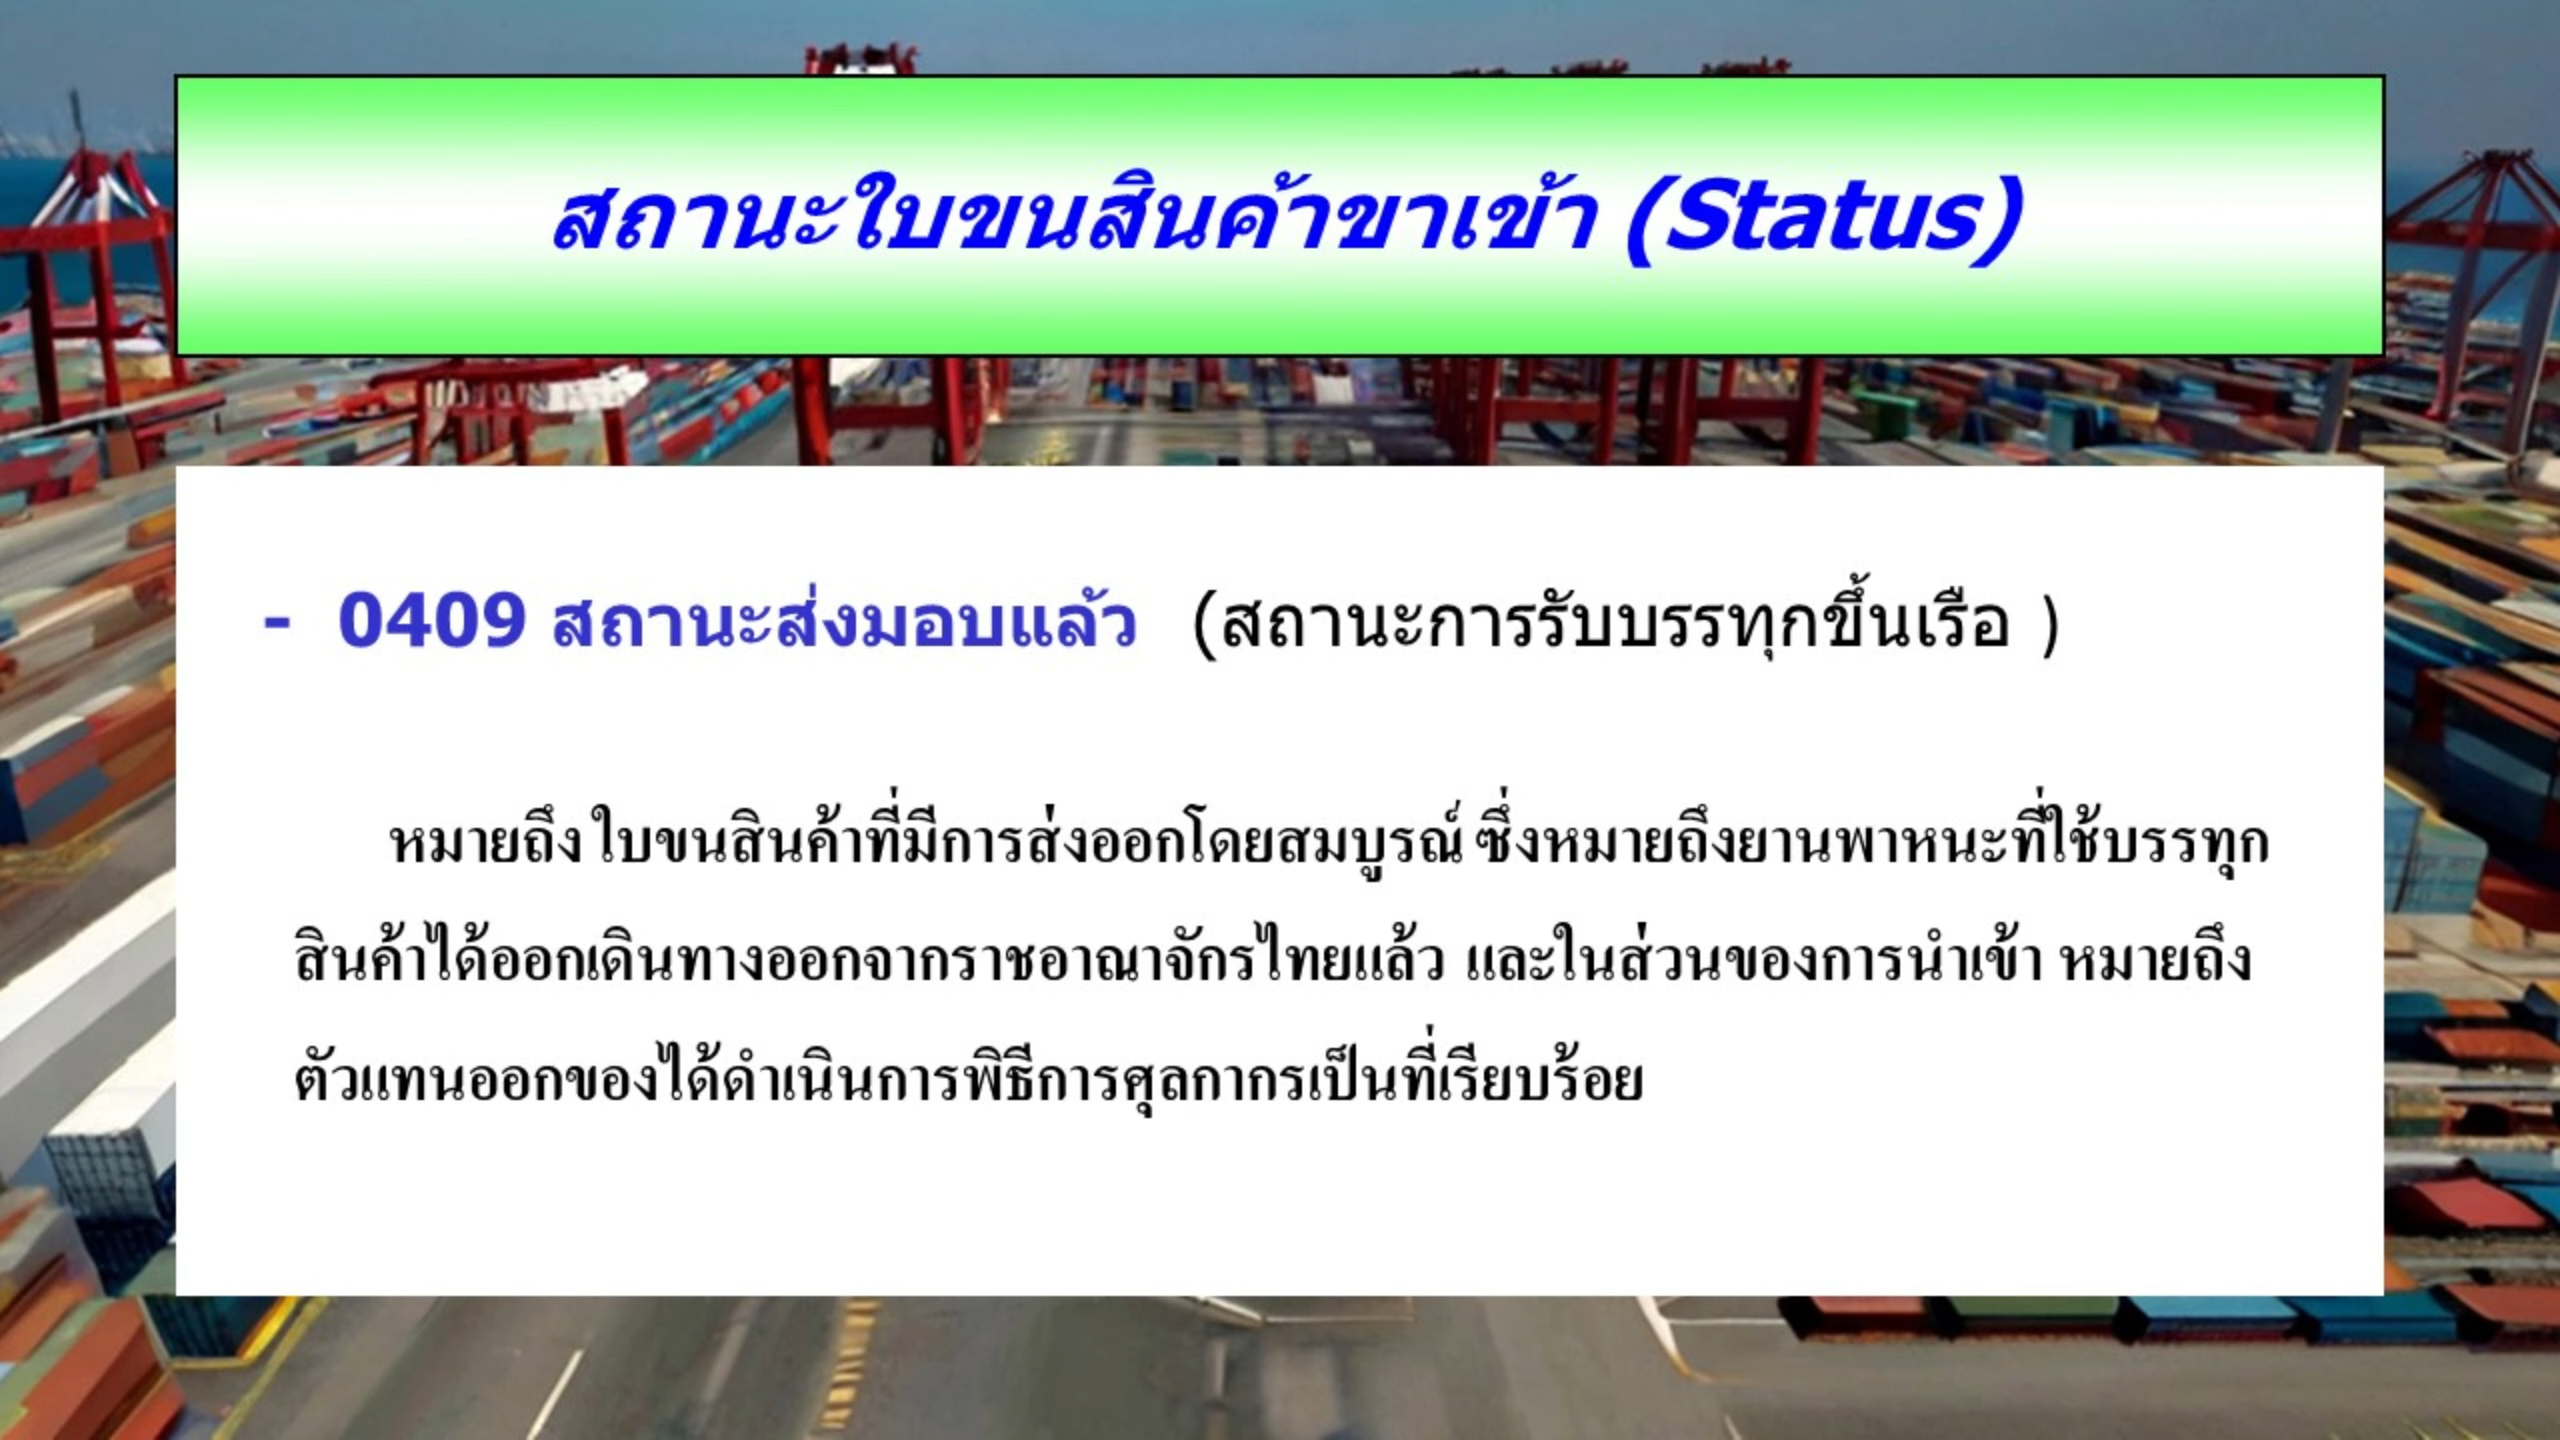 สถานะใบขนสินค้าขาเข้า (Status)
- 0409 สถานะส่งมอบแล้ว (สถานะการรับบรรทุกขึ้นเรือ )
หมายถึง ใบขนสินค้าที่มีการส่งออกโดยสมบูรณ์ ซึ่งหมายถึงยานพาหนะที่ใช้บรรทุก
สินค้าได้ออกเดินทางออกจากราชอาณาจักรไทยแล้ว และในส่วนของการนำเข้า หมายถึง
ตัวแทนออกของได้ดำเนินการพิธีการศุลกากรเป็นที่เรียบร้อย